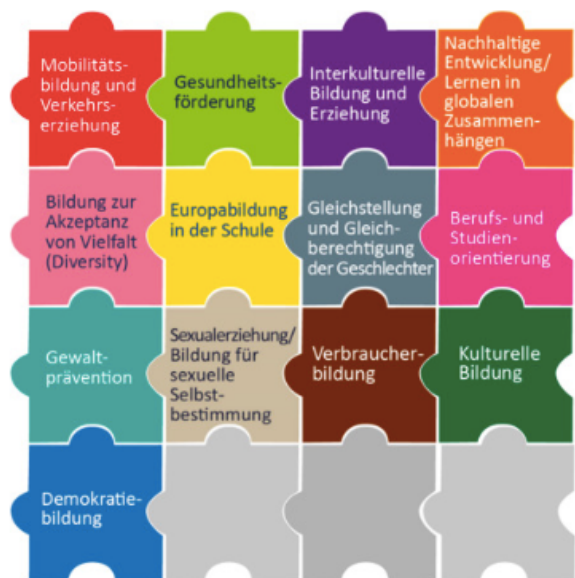 Mobilitäts-
bildung und
Verkehrs-
erziehung
Gesundheits-
förderung
Interkulturelle
Bildung und
Erziehung
Nachhaltige
Entwicklung/
Lernen in
globalen
Zusammen-
hängen
Bildung zur
Akzeptanz
von Vielfalt
(Diversity)
Europabildung
in der Schule
Gleichstellung
und Gleich-
berechtigung
der Geschlechter
Berufs- und
Studien-
orientierung
Gewalt-
prävention
Sexualerziehung/
Bildung für
sexuelle
Selbst-
bestimmung
Verbraucher-
bildung
Kulturelle
Bildung
Demokratie-
bildung